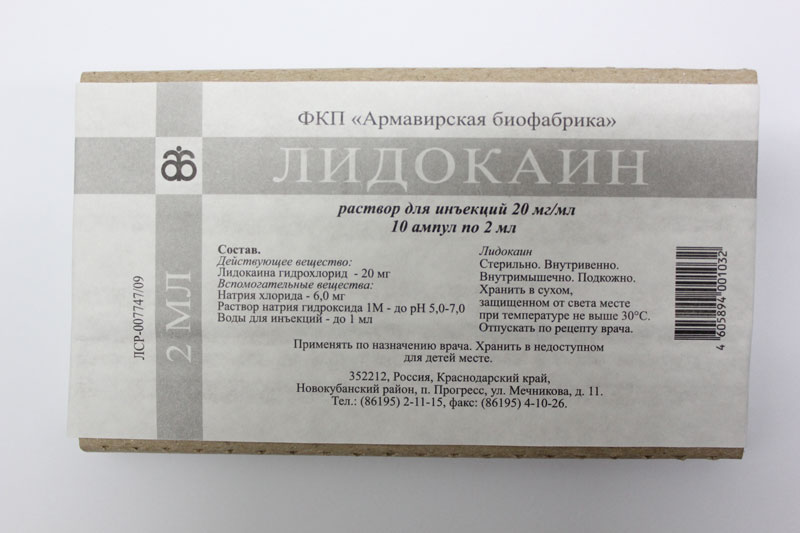 ФКП «Армавирская биофабрика»
ЛИДОКАИН
раствор для инъекций 20 мг/мл
10 ампул по 2 мл
Состав.
Действующее вещество:
Лидокаина гидрохлорид - 20 мг
Вспомогательные вещества:
Натрия хлорида - 6,0 мг
Раствор натрия гидроксида 1М - до pH 5,0-7,0
Воды для инъекций - до 1 мл
Лидокаин
Стерильно. Внутривенно.
Внутримышечно. Подкожно.
Хранить в сухом,
защищенном от света месте
при температуре не выше 30°С.
Отпускать по рецепту врача.
Применять по назначению врача. Хранить в недоступном
для детей месте.
352212, Россия, Краснодарский край,
Новокубанский район, п. Прогресс, ул. Мечникова, д. 11.
Тел.: (86195) 2-11-15, факс: (86195) 4-10-26.
ЛСР-007747/09
2 МЛ
4 605894 001032